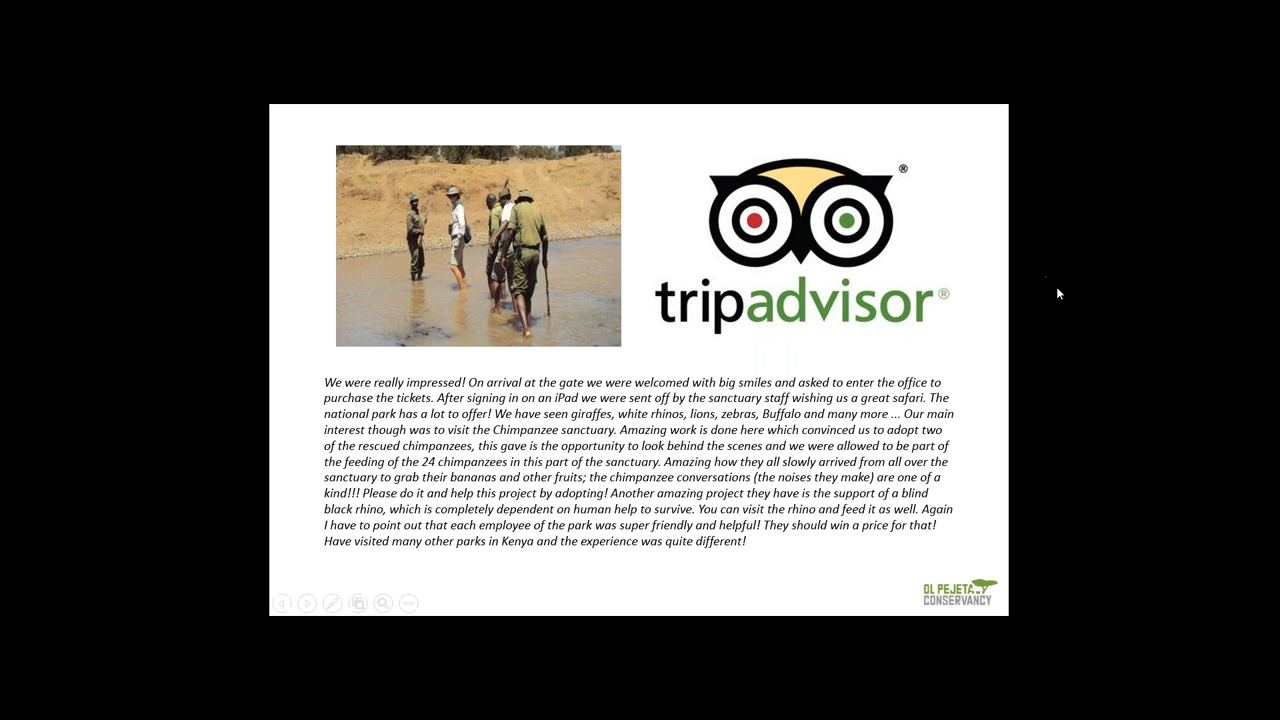 ®
tripadvisor®
We were really impressed! On arrival at the gate we were welcomed with big smiles and asked to enter the office to
purchase the tickets. After signing in on an iPad we were sent off by the sanctuary staff wishing us a great safari. The
national park has a lot to offer! We have seen giraffes, white rhinos, lions, zebras, Buffalo and many more ... Our main
interest though was to visit the Chimpanzee sanctuary. Amazing work is done here which convinced us to adopt two
of the rescued chimpanzees, this gave is the opportunity to look behind the scenes and we were allowed to be part of
the feeding of the 24 chimpanzees in this part of the sanctuary. Amazing how they all slowly arrived from all over the
sanctuary to grab their bananas and other fruits; the chimpanzee conversations (the noises they make) are one of a
kind!!! Please do it and help this project by adopting! Another amazing project they have is the support of a blind
black rhino, which is completely dependent on human help to survive. You can visit the rhino and feed it as well. Again
I have to point out that each employee of the park was super friendly and helpful! They should win a price for that!
Have visited many other parks in Kenya and the experience was quite different!
OL PEJETA
CONSERVANCY